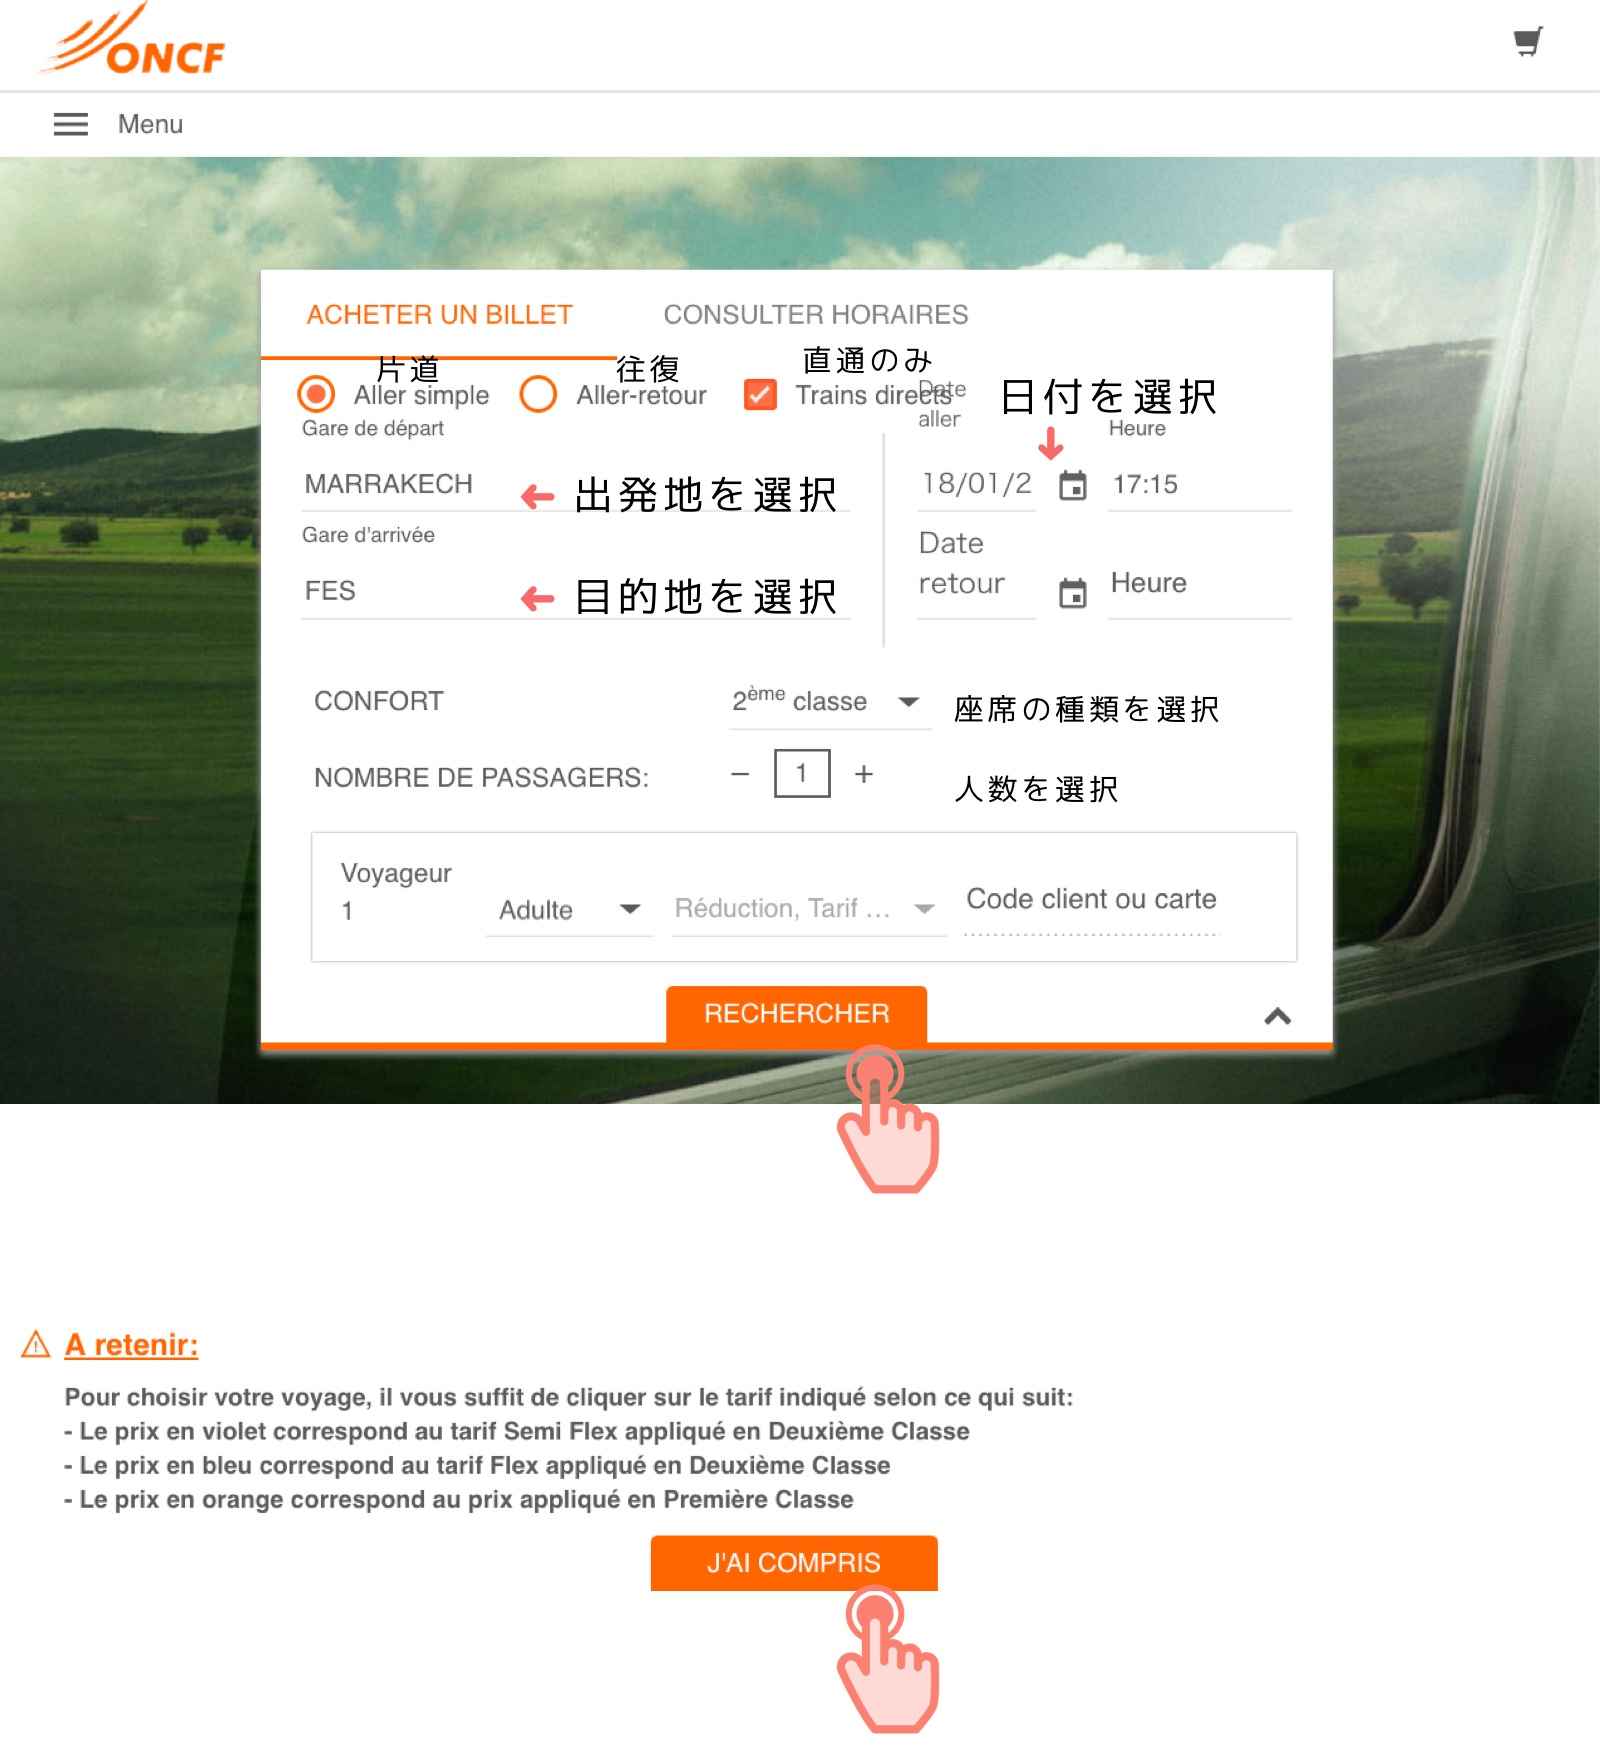 ONCF
Menu
ACHETER UN BILLET
CONSULTER HORAIRES
片道
往復
直通のみ
Aller simple
Aller-retour
Trains directs
Date
aller
日付を選択
Gare de départ
Heure
MARRAKECH
出発地を選択
18/01/2
17:15
Gare d'arrivée
Date
retour
FES
目的地を選択
Heure
CONFORT
2ème classe
座席の種類を選択
NOMBRE DE PASSAGERS:
− 1 +
人数を選択
Voyageur
1
Adulte
Réduction, Tarif ...
Code client ou carte
RECHERCHER
A retenir:
Pour choisir votre voyage, il vous suffit de cliquer sur le tarif indiqué selon ce qui suit:
- Le prix en violet correspond au tarif Semi Flex appliqué en Deuxième Classe
- Le prix en bleu correspond au tarif Flex appliqué en Deuxième Classe
- Le prix en orange correspond au prix appliqué en Première Classe
J'AI COMPRIS